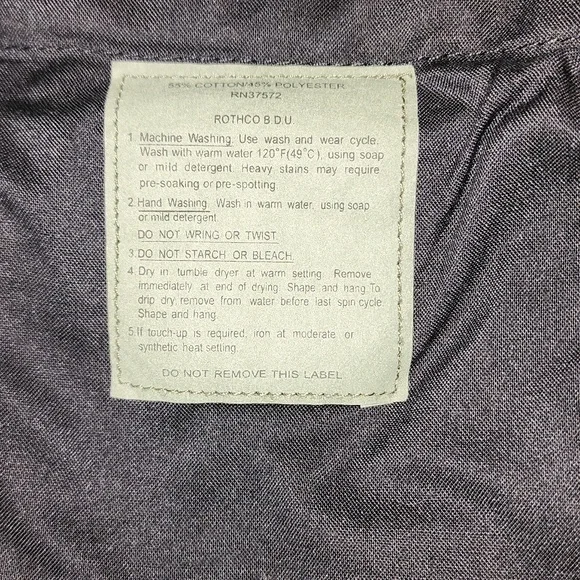 55% COTTON/45% POLYESTER
RN37572
ROTHCO B.D.U
1. Machine Washing. Use wash and wear cycle.
Wash with warm water 120°F(49°C), using soap
or mild detergent. Heavy stains may require
pre-soaking or pre-spotting.
2. Hand Washing. Wash in warm water, using soap
or mild detergent.
DO NOT WRING OR TWIST.
3.DO NOT STARCH OR BLEACH.
4. Dry in tumble dryer at warm setting. Remove
immediately at end of drying. Shape and hang.To
drip dry, remove from water before last spin cycle.
Shape and hang.
5.If touch-up is required, iron at moderate or
synthetic heat setting..
DO NOT REMOVE THIS LABEL